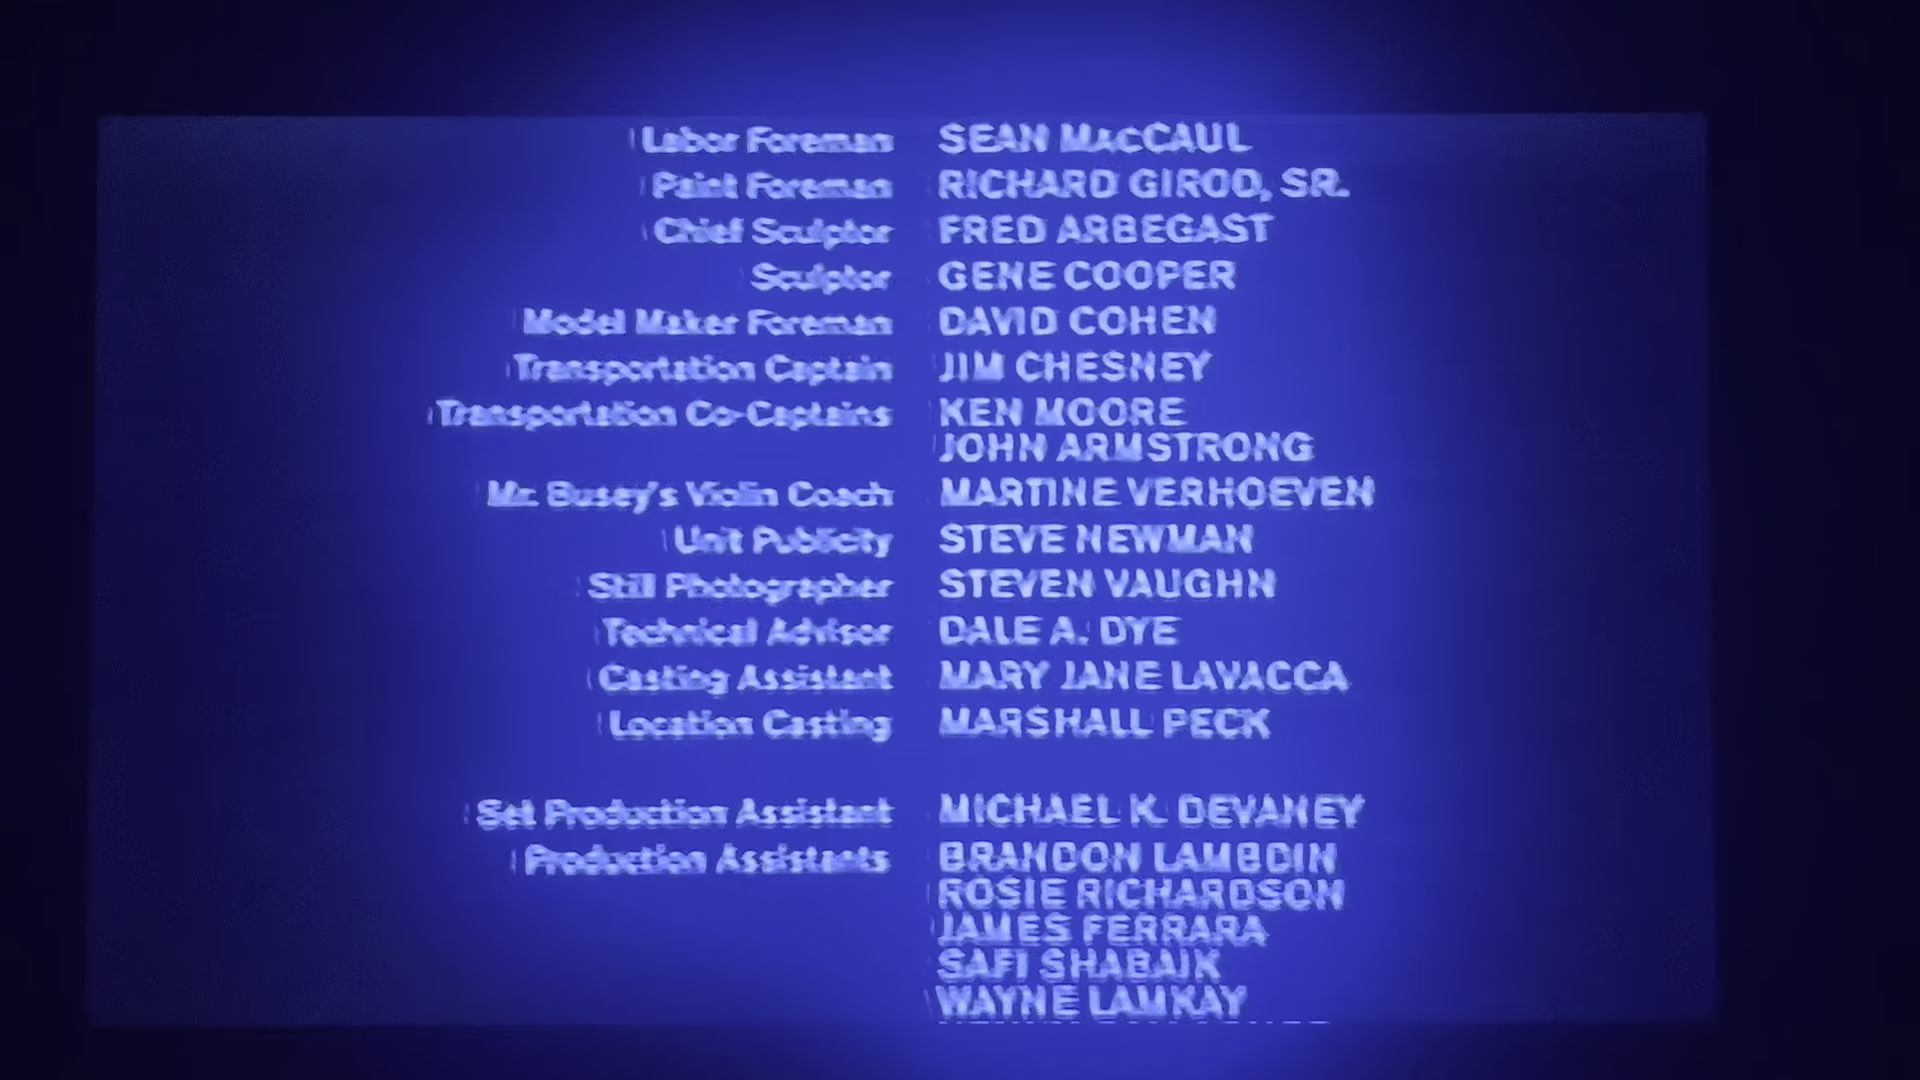 Labor Foreman SEAN MacCAUL
Paint Foreman RICHARD GIROD, SR.
Chief Sculptor FRED ARBEGAST
Sculptor GENE COOPER
Model Maker Foreman DAVID COHEN
Transportation Captain JIM CHESNEY
Transportation Co-Captains KEN MOORE
JOHN ARMSTRONG
Mr. Busey's Violin Coach MARTINE VERHOEVEN
Unit Publicity STEVE NEWMAN
Still Photographer STEVEN VAUGHN
Technical Advisor DALE A. DYE
Casting Assistant MARY JANE LAVACCA
Location Casting MARSHALL PECK
Set Production Assistant MICHAEL K. DEVANEY
Production Assistants BRANDON LAMBDIN
ROSIE RICHARDSON
JAMES FERRARA
SAFI SHABAIK
WAYNE LAMKAY